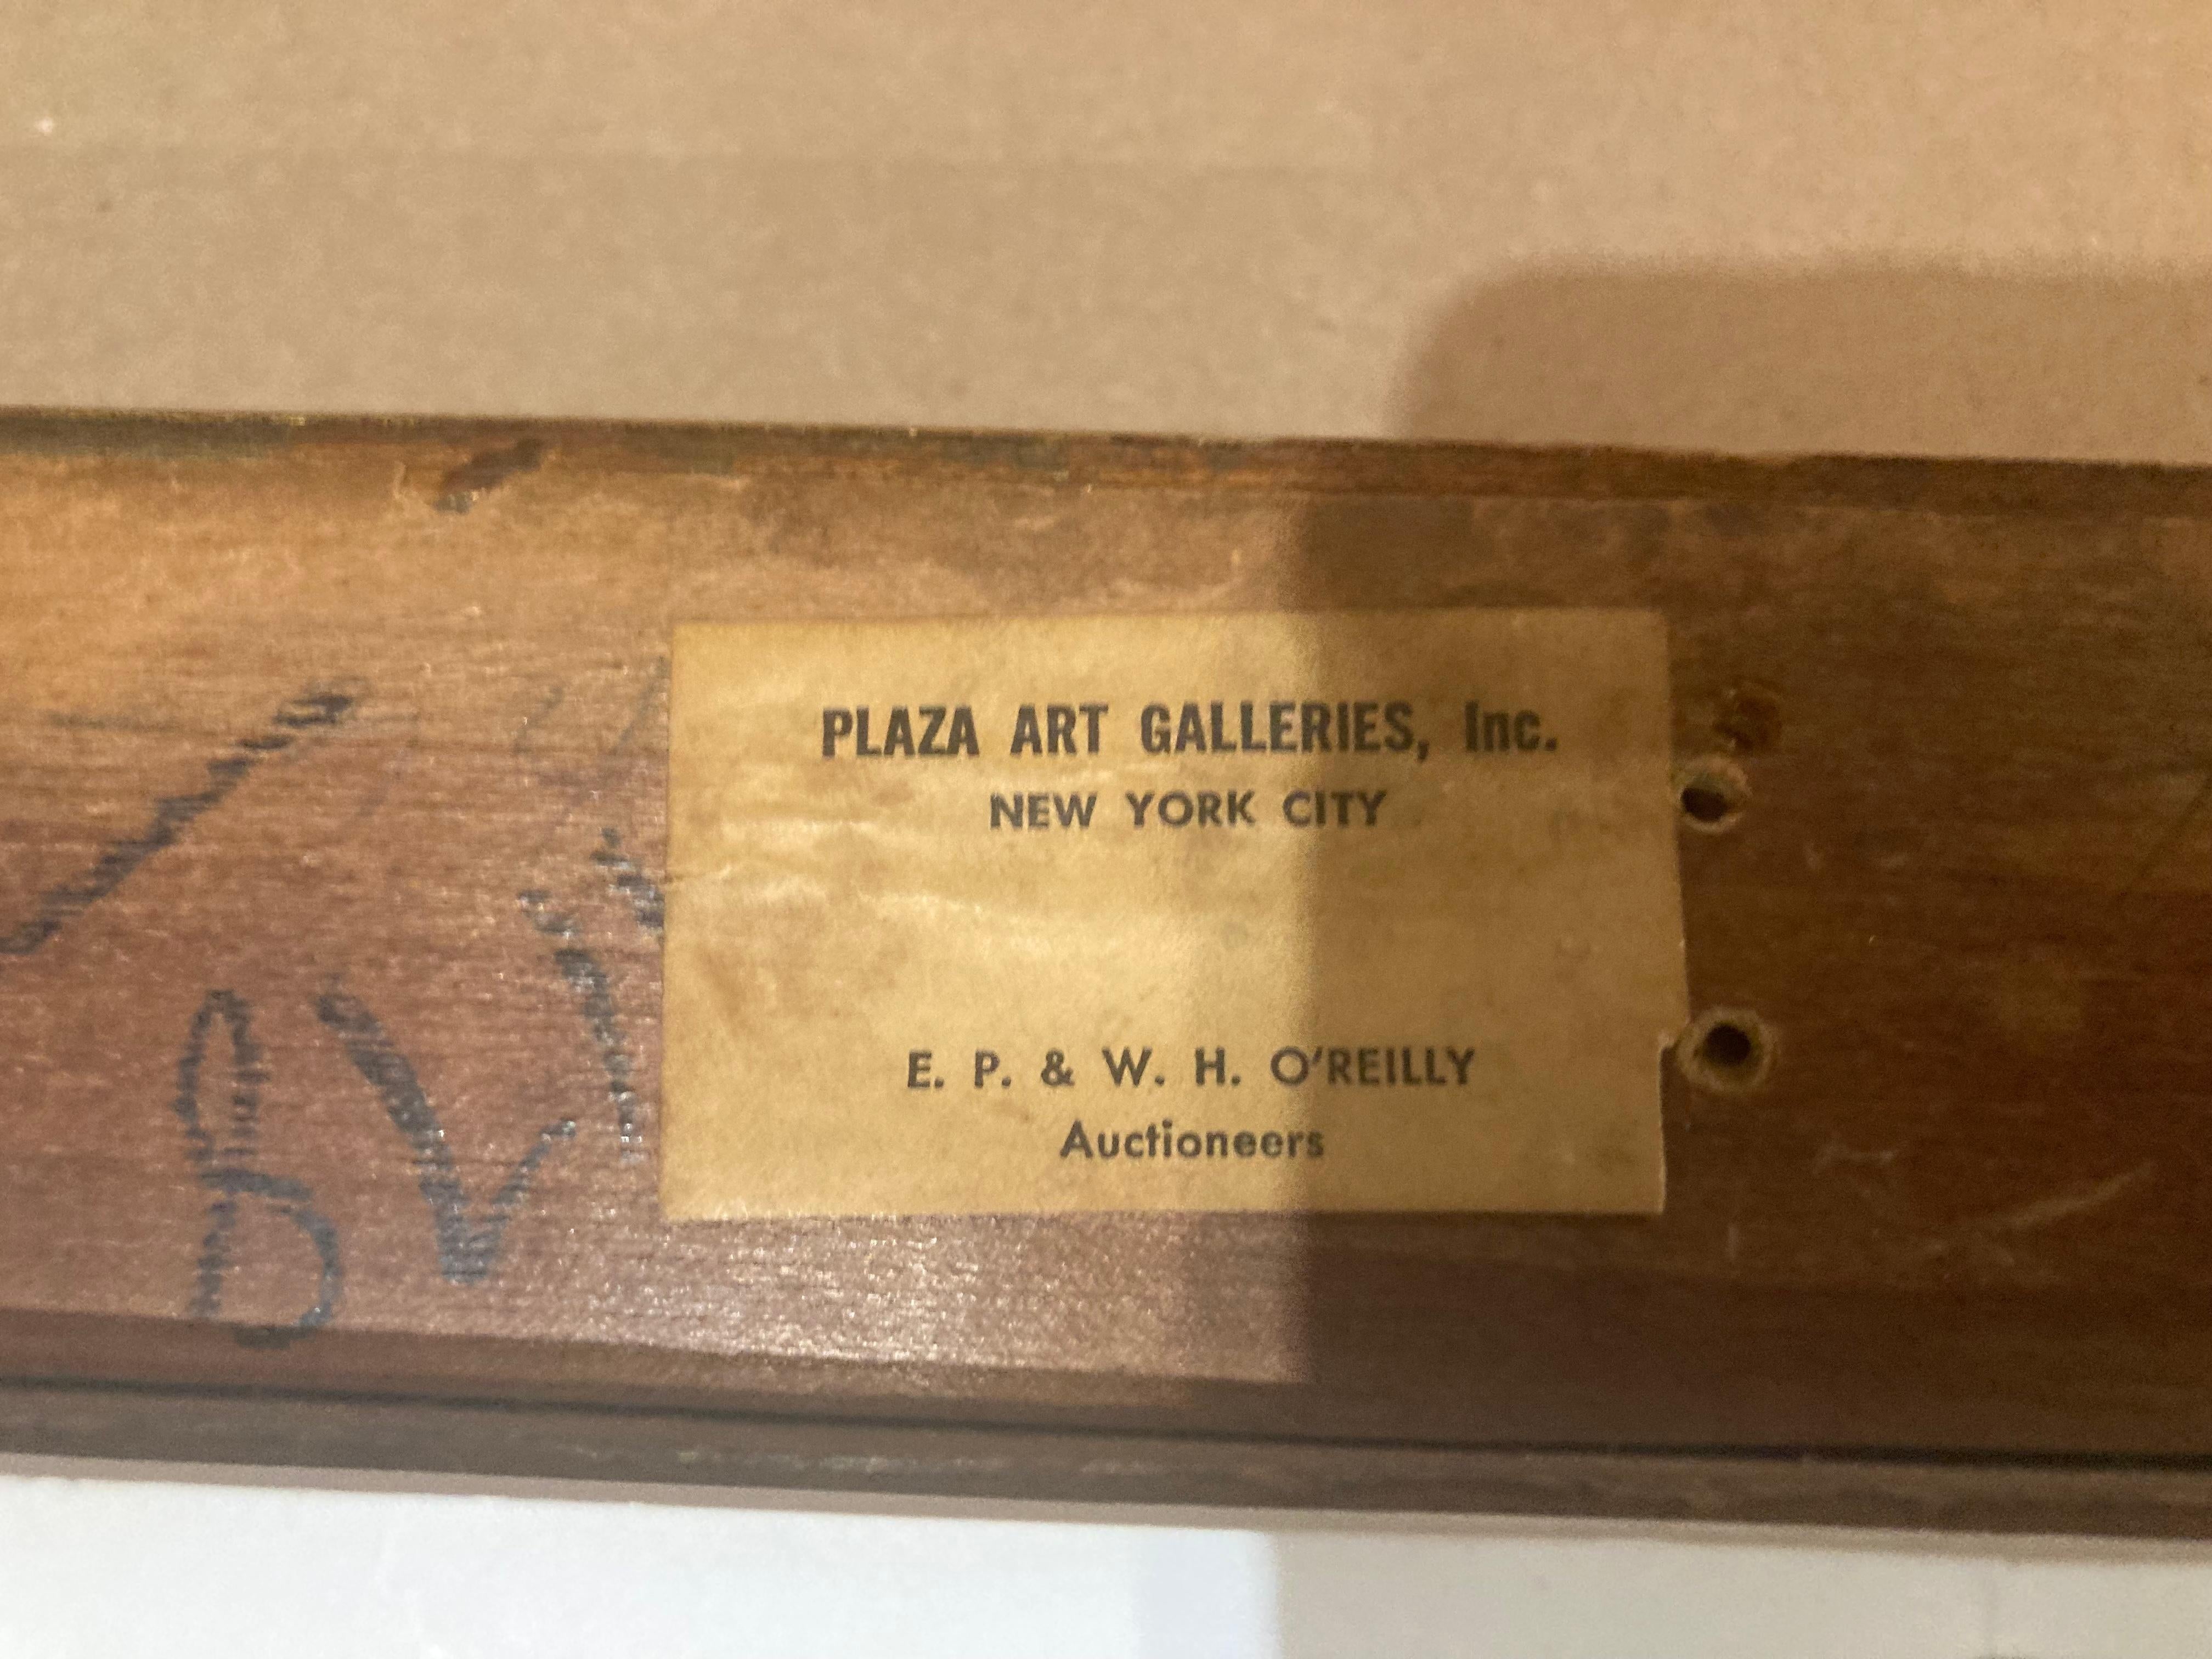 PLAZA ART GALLERIES, Inc.
NEW YORK CITY
E. P. & W. H. O'REILLY
Auctioneers